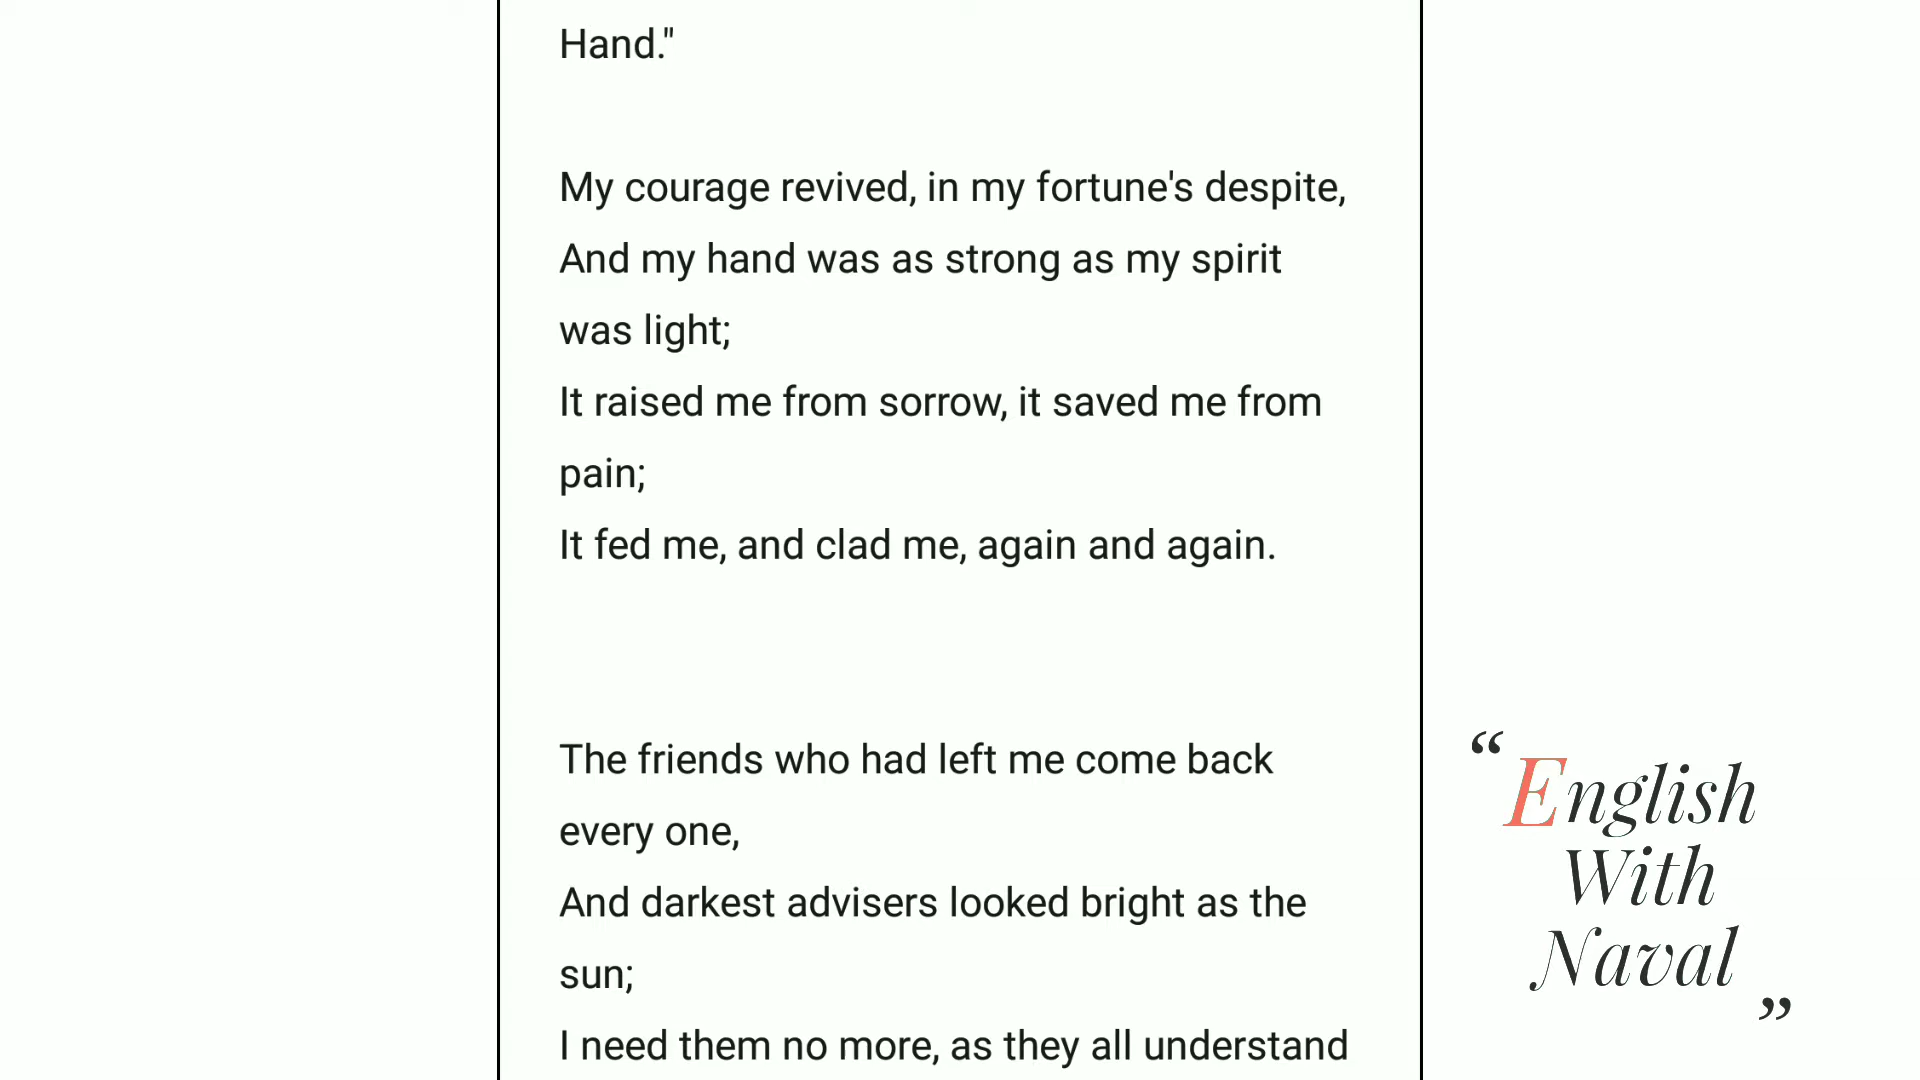 Hand."
My courage revived, in my fortune's despite,
And my hand was as strong as my spirit
was light;
It raised me from sorrow, it saved me from
pain;
It fed me, and clad me, again and again.
The friends who had left me come back
every one,
And darkest advisers looked bright as the
sun;
I need them no more, as they all understand
“English
With
Naval”